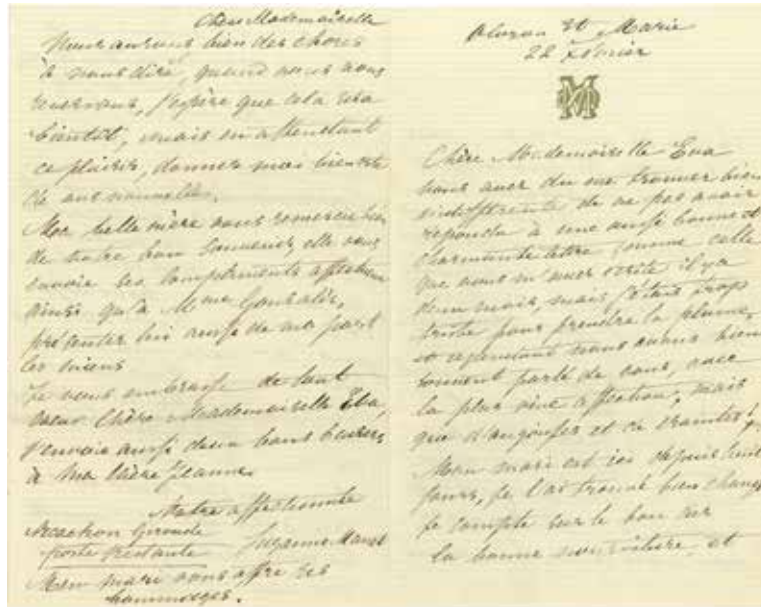 Oloron Ste Marie
22 Février
Chère Mademoiselle Eva
vous avez du me trouver bien
indifférente de ne pas avoir
répondu à une aussi bonne et
charmante lettre comme celle
que vous m'avez écrite il y a
deux mois, mais j'étais trop
triste pour prendre la plume,
et cependant nous avons bien
souvent parlé de vous, avec
la plus vive affection, mais
que d'angoisses et de craintes!
Mon mari est ici depuis huit
jours, je l'ai trouvé bien changé
je compte sur le bon air
la bonne nourriture, et
Chère Mademoiselle
Nous aurons bien des choses
à nous dire, quand nous nous
reverrons, j'espère que cela sera
bientôt, mais en attendant
ce plaisir, donnez moi bien vite
de vos nouvelles.
Ma belle mère vous remercie bien
de votre bon souvenir, elle vous
envoie ses compliments affectueux
ainsi qu'à Mme Gonzalès,
présentez lui aussi de ma part
les miens
Je vous embrasse de tout
coeur Chère Mademoiselle Eva,
j'envoie aussi deux bons baisers
à ma chère Jeanne.
Votre affectionnée
Arcachon Gironde
poste restante Suzanne Manet
Mon mari vous offre ses
hommages.